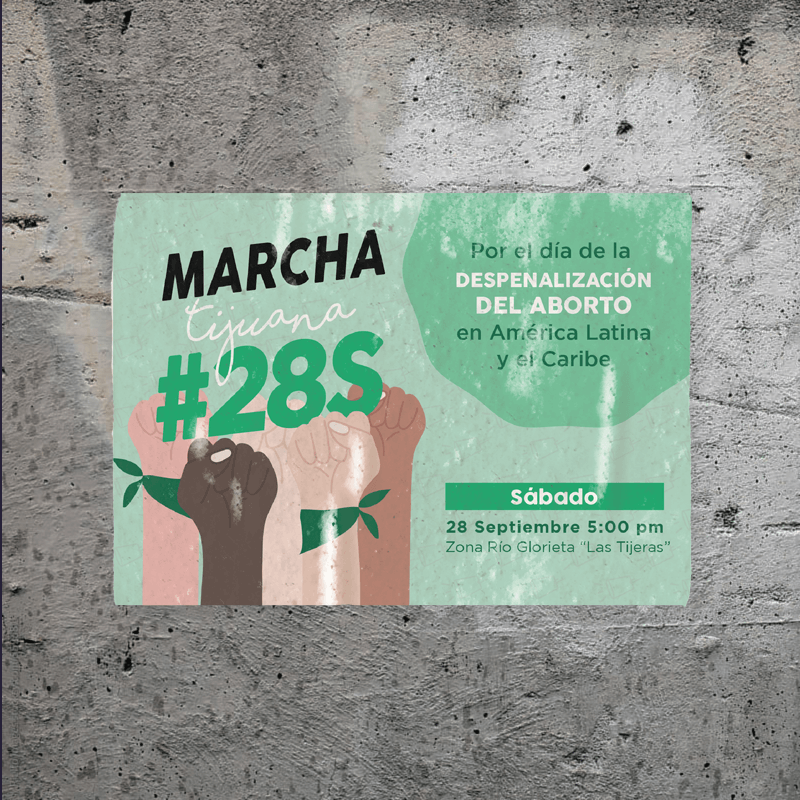 MARCHA
tijuana
#28S
Por el día de la
DESPENALIZACIÓN
DEL ABORTO
en América Latina
y el Caribe
Sábado
28 Septiembre 5:00 pm
Zona Río Glorieta “Las Tijeras”